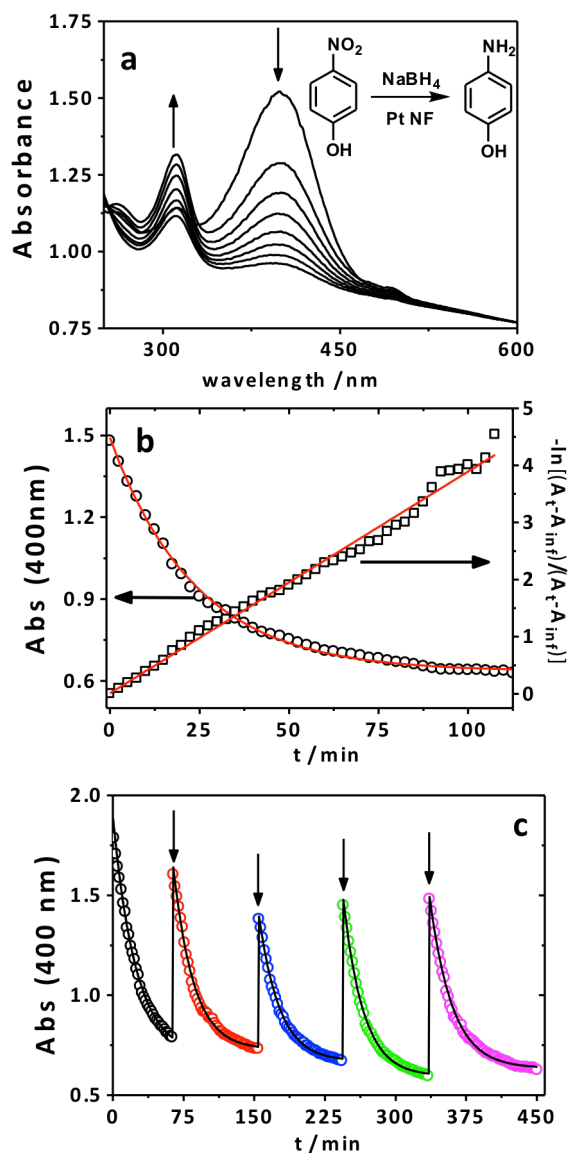 a
NO2
NaBH4
Pt NF
OH
NH2
OH
Absorbance
1.75
1.50
1.25
1.00
0.75
300
450
600
wavelength /nm
b
Abs (400nm)
1.5
1.2
0.9
0.6
0
25
50
75
100
t /min
5
4
3
2
1
0
-ln[(At-Ainf)/(At-Ainf)]
c
Abs (400 nm)
2.0
1.5
1.0
0.5
0
75
150
225
300
375
450
t /min